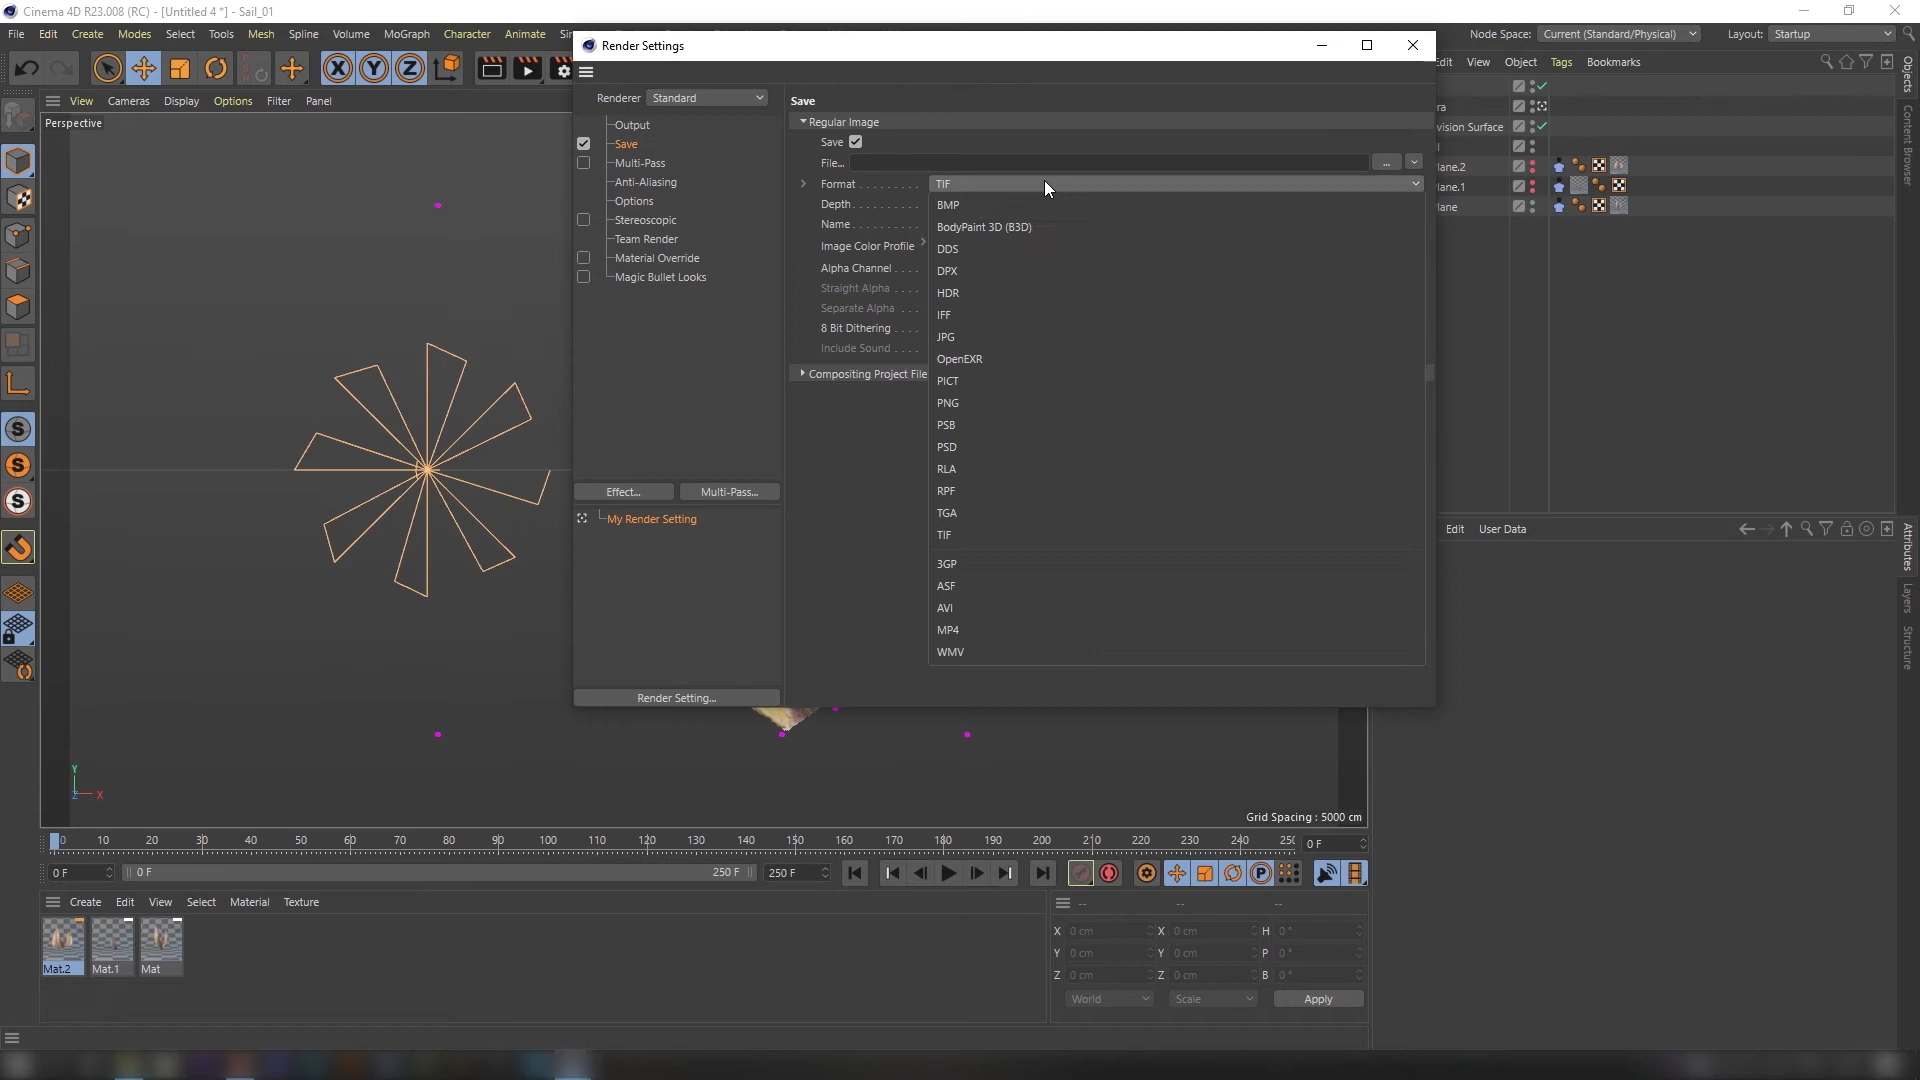 Cinema 4D R23.008 (RC) - [Untitled 4 *] - Sail_01
File Edit Create Modes Select Tools Mesh Spline Volume MoGraph Character Animate
Node Space: Current (Standard/Physical) Layout: Startup
Render Settings
View Cameras Display Options Filter Panel
Perspective
Renderer Standard
Output
Save
Multi-Pass
Anti-Aliasing
Options
Stereoscopic
Team Render
Material Override
Magic Bullet Looks
Effect... Multi-Pass...
My Render Setting
Render Setting...
Save
Regular Image
Save
File...
Format . . . . . . . . . TIF
Depth. . . . . . . . . .
Name. . . . . . . . . .
Image Color Profile
Alpha Channel . . . .
Straight Alpha . . . .
Separate Alpha . . .
8 Bit Dithering . . . .
Include Sound . . . .
Compositing Project File
BMP
BodyPaint 3D (B3D)
DDS
DPX
HDR
IFF
JPG
OpenEXR
PICT
PNG
PSB
PSD
RLA
RPF
TGA
TIF
3GP
ASF
AVI
MP4
WMV
View Object Tags Bookmarks
vision Surface
lane.2
lane.1
lane
Objects
Content Browser
Edit User Data
Attributes
Layers
Structure
Y
Z X
Grid Spacing : 5000 cm
0 10 20 30 40 50 60 70 80 90 100 110 120 130 140 150 160 170 180 190 200 210 220 230 240 250 0 F
0 F 0 F 250 F 250 F
Create Edit View Select Material Texture
Mat.2 Mat.1 Mat
-- -- --
X 0 cm X 0 cm H 0 °
Y 0 cm Y 0 cm P 0 °
Z 0 cm Z 0 cm B 0 °
World Scale Apply